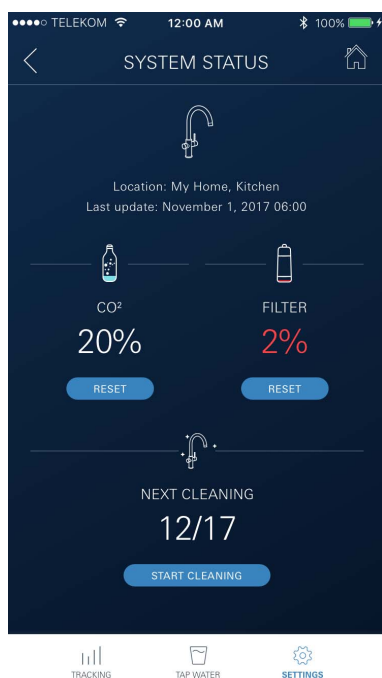 TELEKOM 12:00 AM 100%
SYSTEM STATUS
Location: My Home, Kitchen
Last update: November 1, 2017 06:00
CO² FILTER
20% 2%
RESET RESET
NEXT CLEANING
12/17
START CLEANING
TRACKING TAP WATER SETTINGS